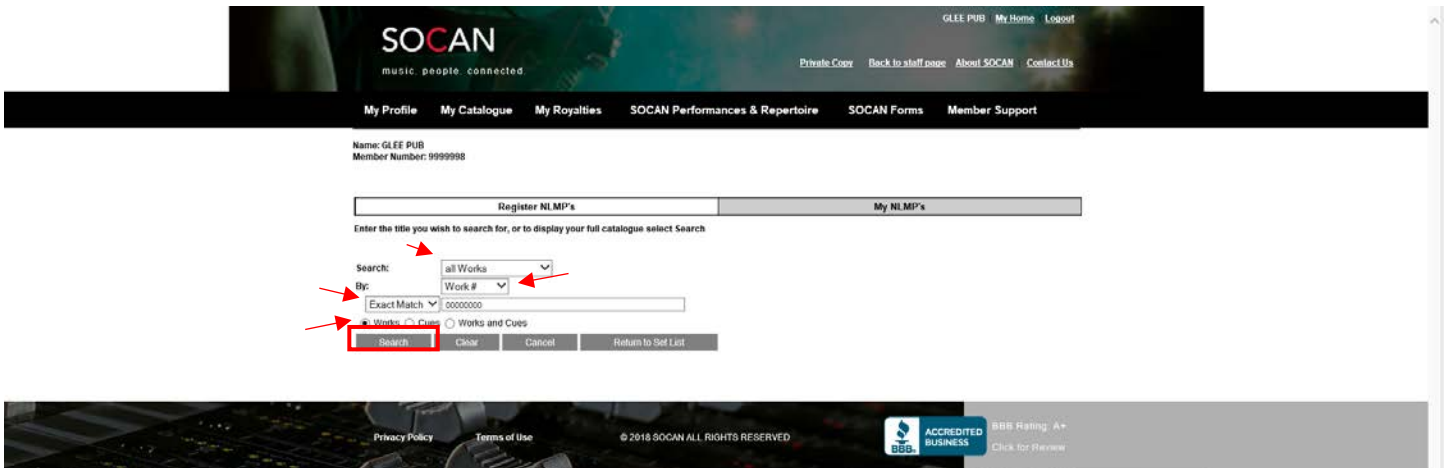 GLEE PUB My Home Logout
SOCAN
music. people. connected.
Private Copy Back to staff page About SOCAN Contact Us
My Profile My Catalogue My Royalties SOCAN Performances & Repertoire SOCAN Forms Member Support
Name: GLEE PUB
Member Number: 9999998
Register NLMP's My NLMP's
Enter the title you wish to search for, or to display your full catalogue select Search
Search: all Works
By: Work #
Exact Match 00000000
Works Cues Works and Cues
Search Clear Cancel Return to Set List
Privacy Policy Terms of Use © 2018 SOCAN ALL RIGHTS RESERVED
BBB. ACCREDITED BUSINESS
BBB Rating: A+
Click for Review